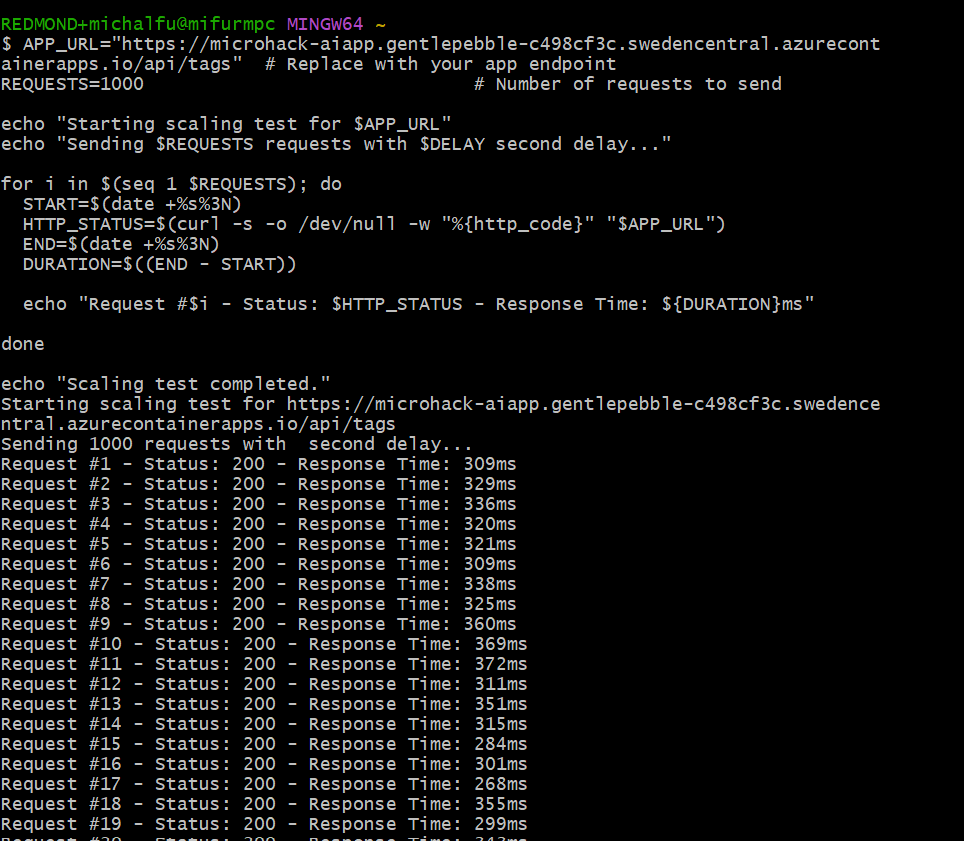 REDMOND+michalfu@mifurmpc MINGW64 ~
$ APP_URL="https://microhack-aiapp.gentlepebble-c498cf3c.swedencentral.azurecont
ainerapps.io/api/tags"  # Replace with your app endpoint
REQUESTS=1000                              # Number of requests to send

echo "Starting scaling test for $APP_URL"
echo "Sending $REQUESTS requests with $DELAY second delay..."

for i in $(seq 1 $REQUESTS); do
  START=$(date +%s%3N)
  HTTP_STATUS=$(curl -s -o /dev/null -w "%{http_code}" "$APP_URL")
  END=$(date +%s%3N)
  DURATION=$((END - START))

  echo "Request #$i - Status: $HTTP_STATUS - Response Time: ${DURATION}ms"

done

echo "Scaling test completed."
Starting scaling test for https://microhack-aiapp.gentlepebble-c498cf3c.swedence
ntral.azurecontainerapps.io/api/tags
Sending 1000 requests with  second delay...
Request #1 - Status: 200 - Response Time: 309ms
Request #2 - Status: 200 - Response Time: 329ms
Request #3 - Status: 200 - Response Time: 336ms
Request #4 - Status: 200 - Response Time: 320ms
Request #5 - Status: 200 - Response Time: 321ms
Request #6 - Status: 200 - Response Time: 309ms
Request #7 - Status: 200 - Response Time: 338ms
Request #8 - Status: 200 - Response Time: 325ms
Request #9 - Status: 200 - Response Time: 360ms
Request #10 - Status: 200 - Response Time: 369ms
Request #11 - Status: 200 - Response Time: 372ms
Request #12 - Status: 200 - Response Time: 311ms
Request #13 - Status: 200 - Response Time: 351ms
Request #14 - Status: 200 - Response Time: 315ms
Request #15 - Status: 200 - Response Time: 284ms
Request #16 - Status: 200 - Response Time: 301ms
Request #17 - Status: 200 - Response Time: 268ms
Request #18 - Status: 200 - Response Time: 355ms
Request #19 - Status: 200 - Response Time: 299ms